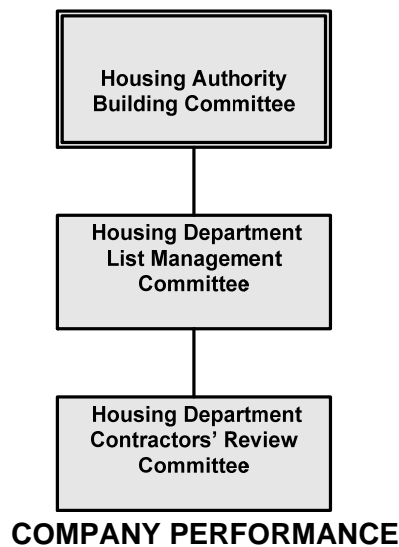 Housing Authority
Building Committee
Housing Department
List Management
Committee
Housing Department
Contractors’ Review
Committee
COMPANY PERFORMANCE